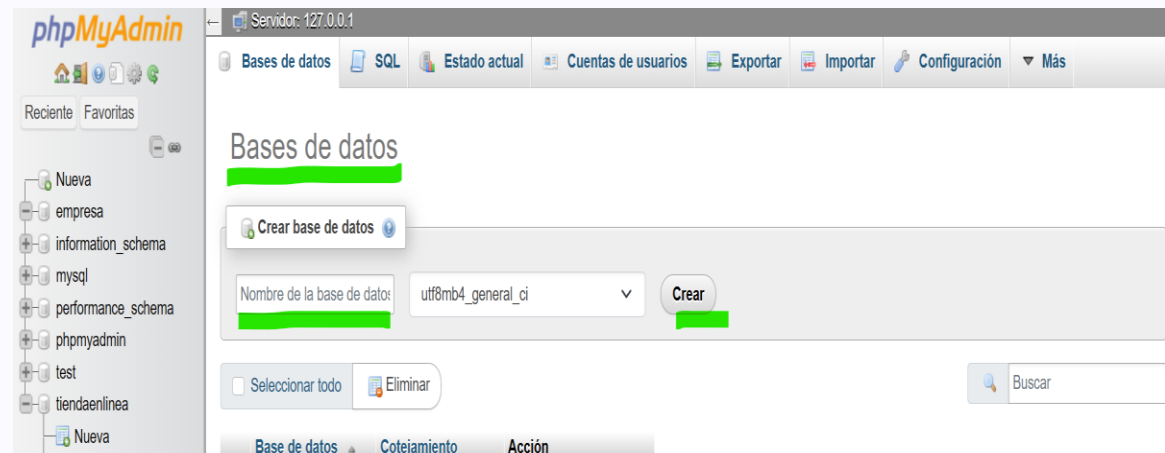 phpMyAdmin
Reciente Favoritas
Nueva
empresa
information_schema
mysql
performance_schema
phpmyadmin
test
tiendaenlinea
Nueva
Servidor: 127.0.0.1
Bases de datos SQL Estado actual Cuentas de usuarios Exportar Importar Configuración Más
Bases de datos
Crear base de datos
Nombre de la base de datos utf8mb4_general_ci Crear
Seleccionar todo Eliminar Buscar
Base de datos Cotejamiento Acción